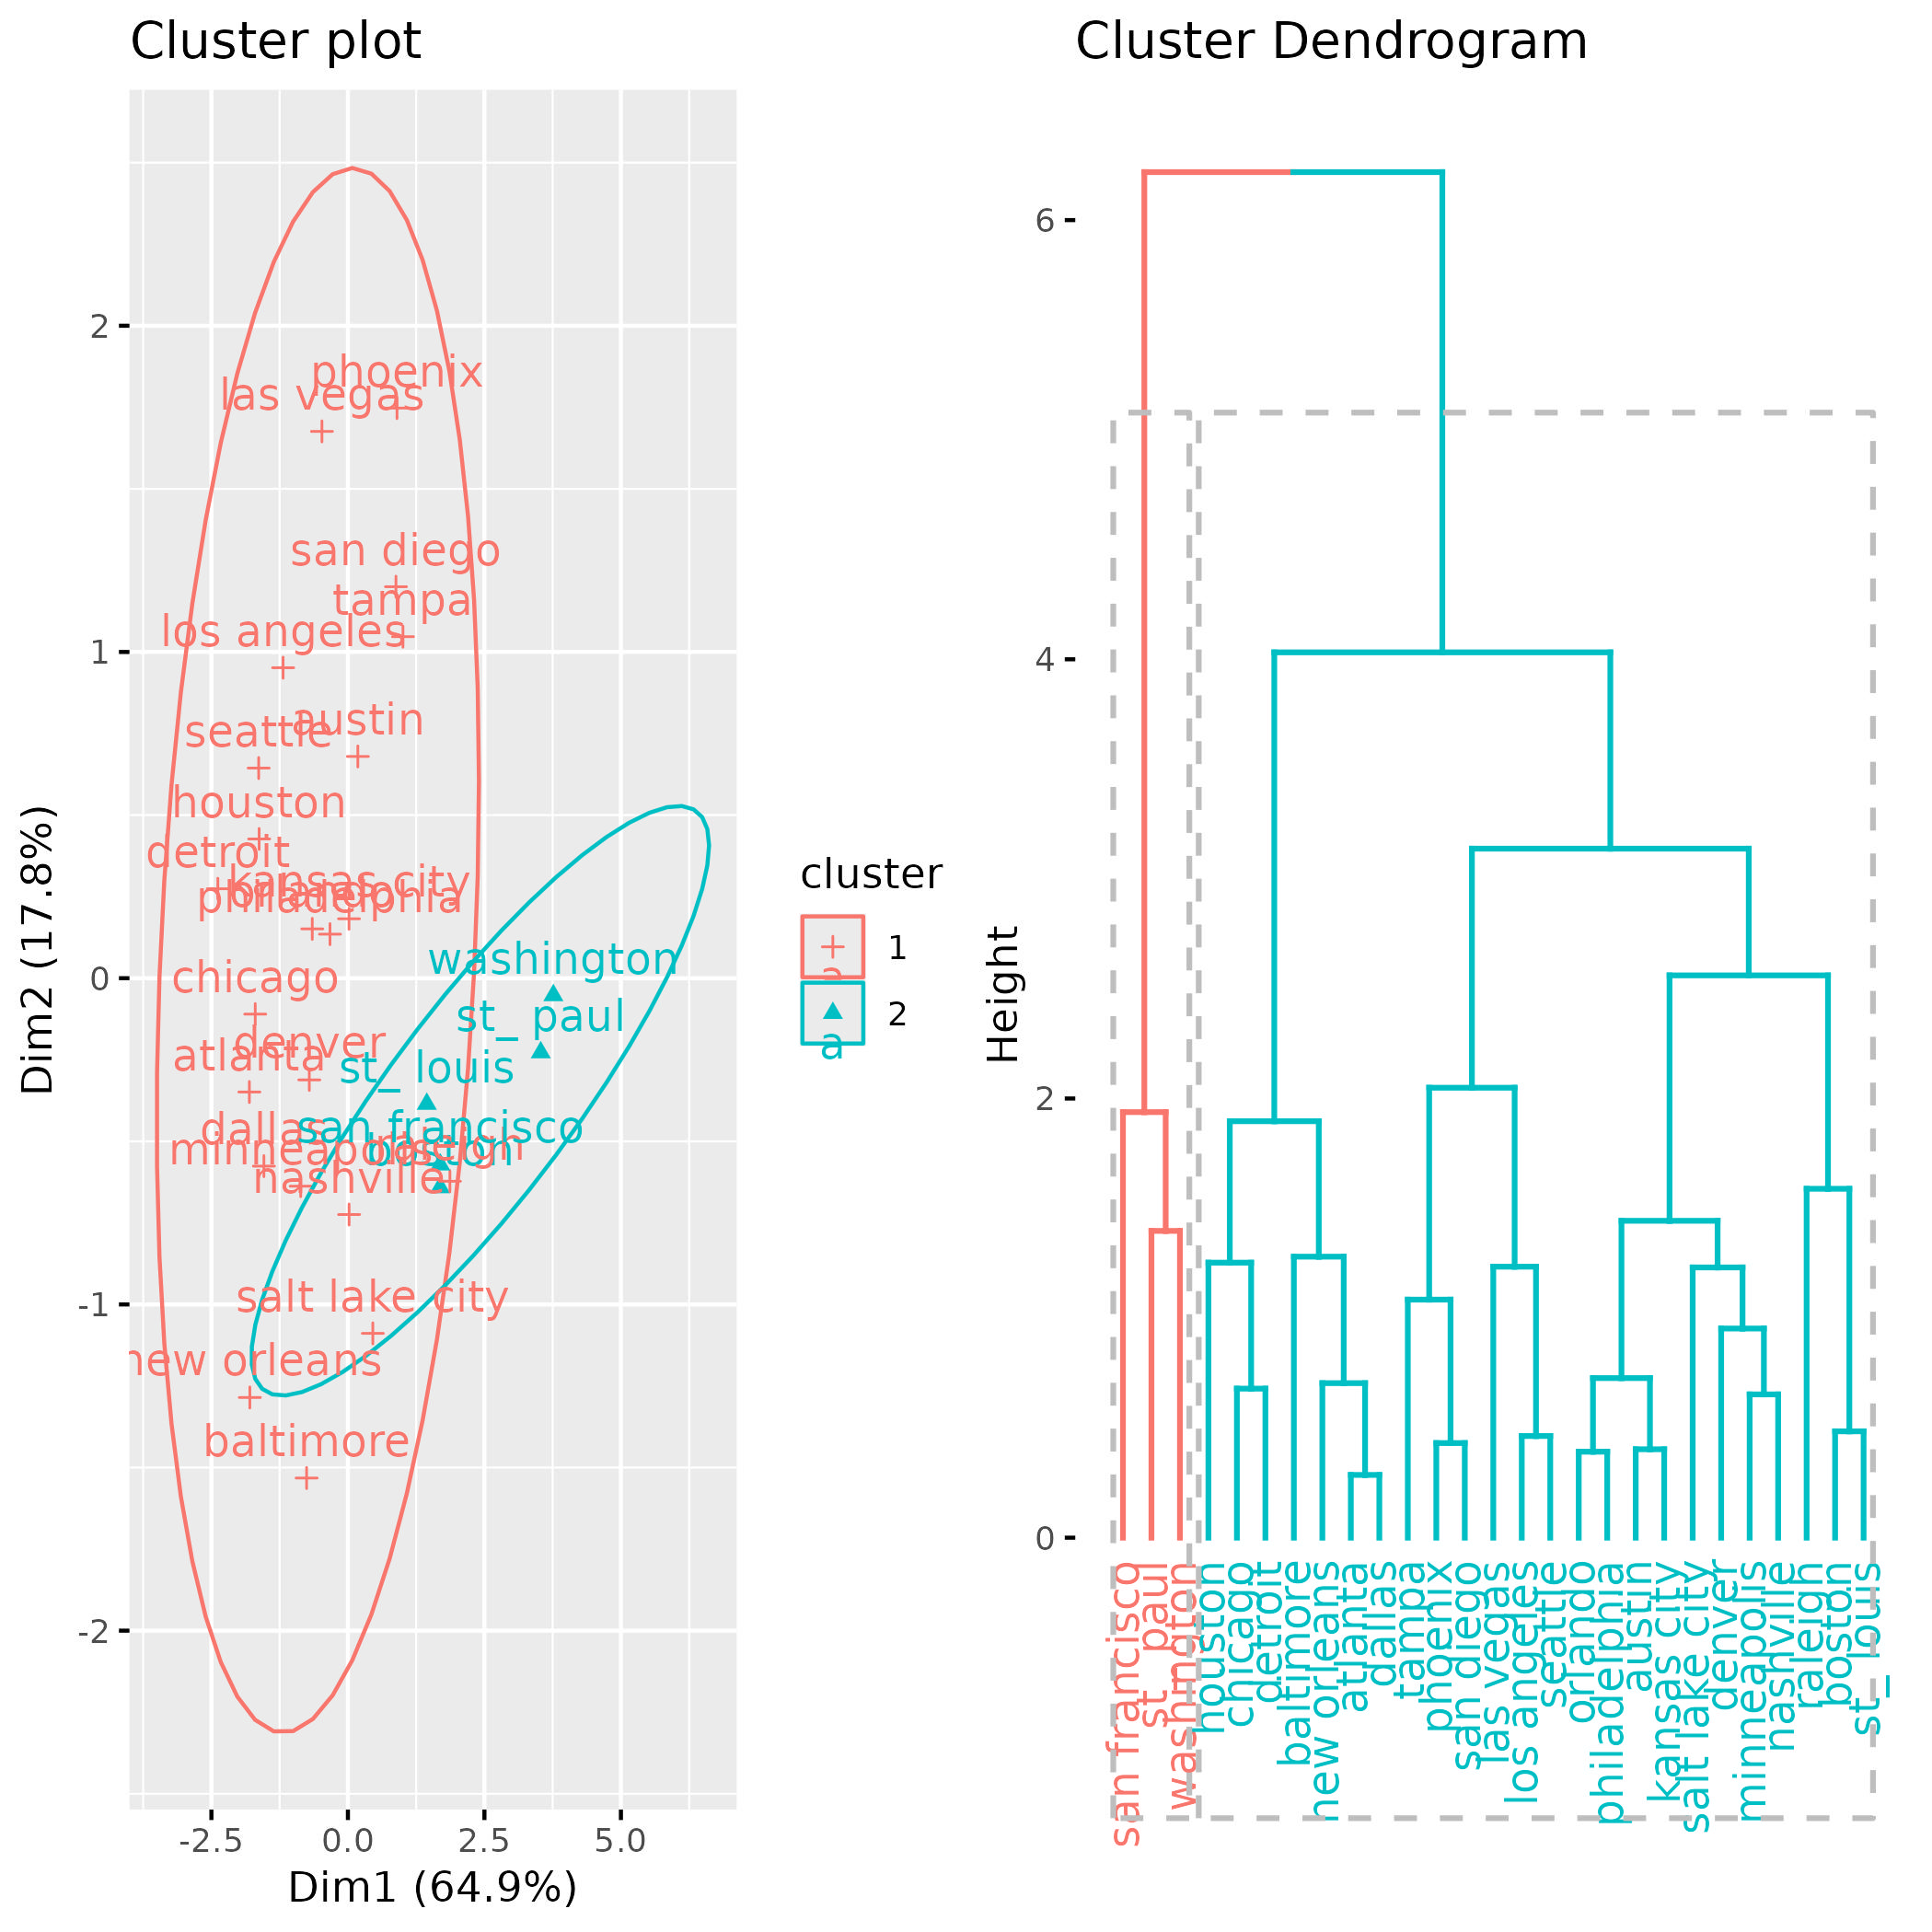 Cluster plot
Dim2 (17.8%)
2
1
0
-1
-2
phoenix
las vegas
san diego
tampa
los angeles
austin
seattle
houston
detroit
kansas city
orlando
philadelphia
washington
chicago
st_ paul
denver
atlanta
st_ louis
dallas
san francisco
raleigh
minneapolis
boston
nashville
salt lake city
new orleans
baltimore
-2.5
0.0
2.5
5.0
Dim1 (64.9%)
cluster
a
1
a
2
Cluster Dendrogram
Height
6
4
2
0
san francisco
st_ paul
washington
houston
chicago
detroit
baltimore
new orleans
atlanta
dallas
tampa
phoenix
san diego
las vegas
los angeles
seattle
orlando
philadelphia
austin
kansas city
salt lake city
denver
minneapolis
nashville
raleigh
boston
st_ louis